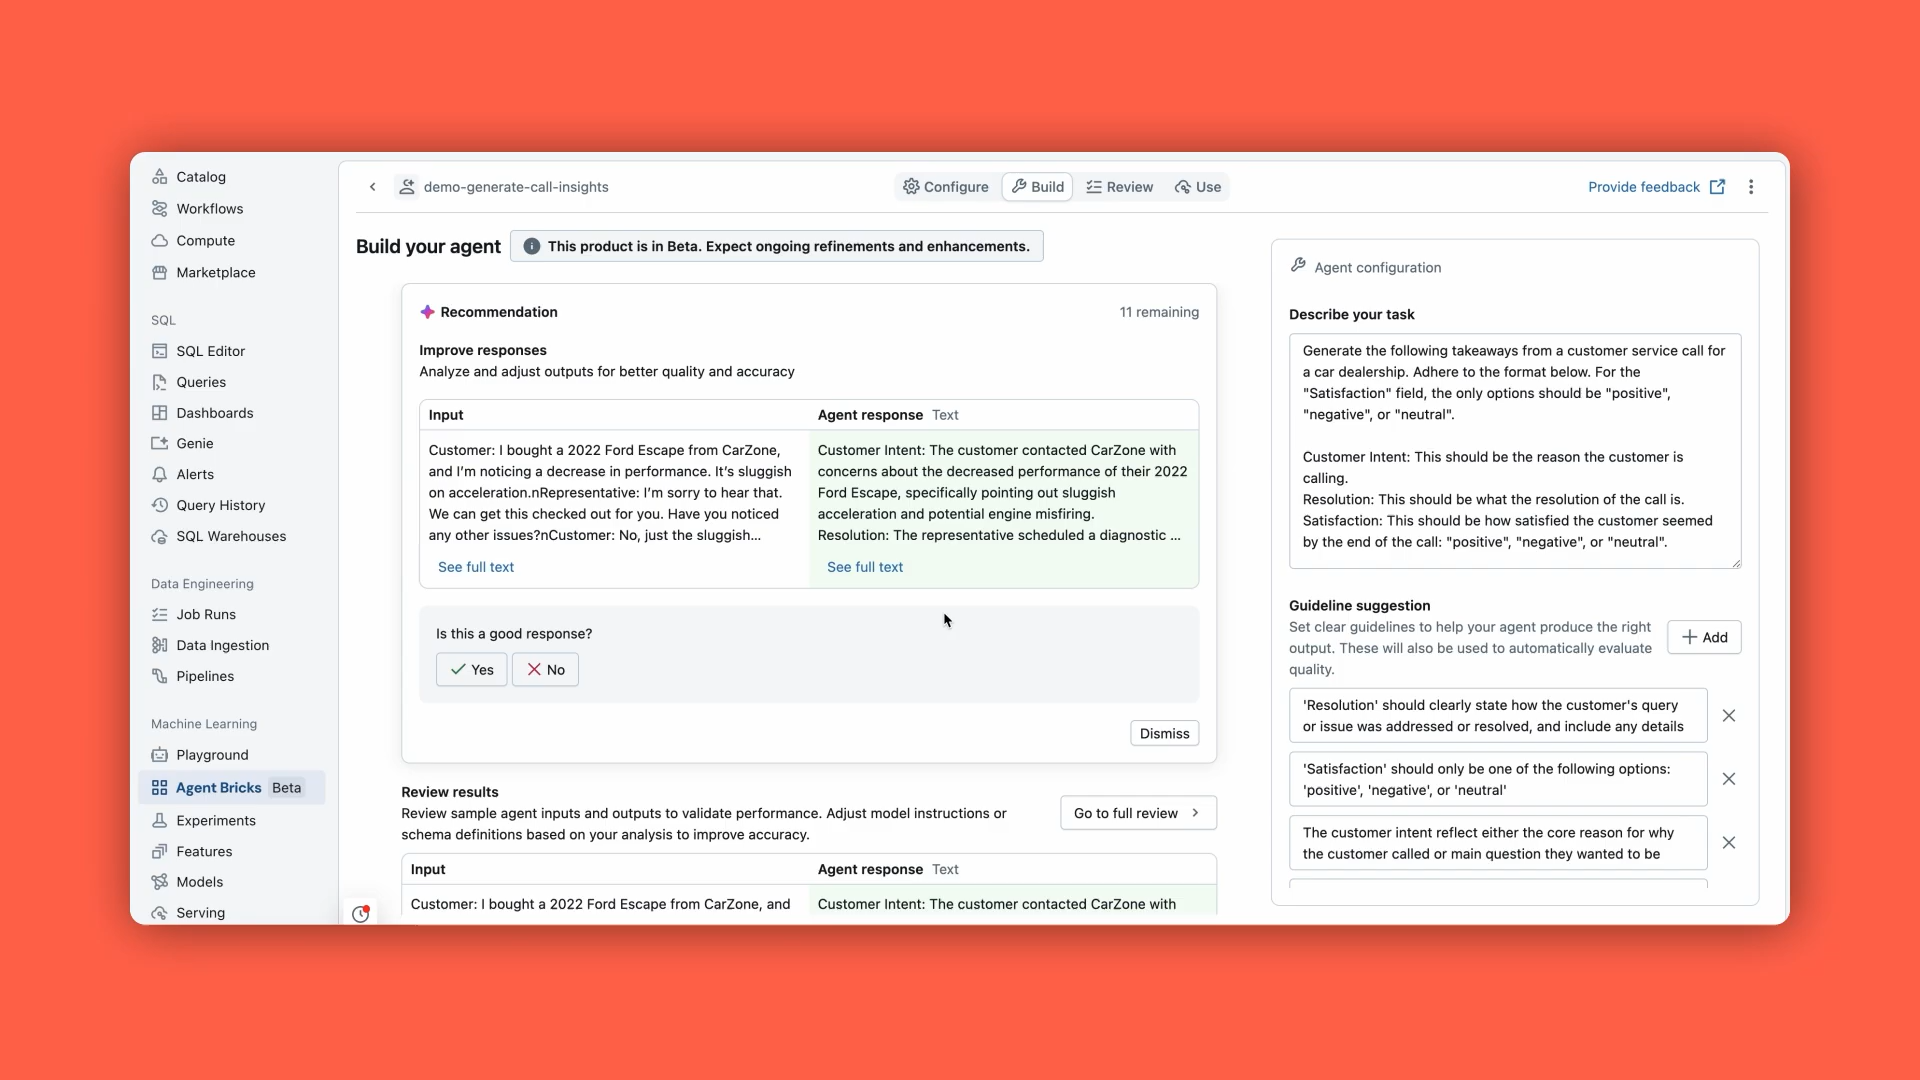 Catalog
Workflows
Compute
Marketplace
SQL
SQL Editor
Queries
Dashboards
Genie
Alerts
Query History
SQL Warehouses
Data Engineering
Job Runs
Data Ingestion
Pipelines
Machine Learning
Playground
Agent Bricks Beta
Experiments
Features
Models
Serving
demo-generate-call-insights
Configure Build Review Use
Provide feedback
Build your agent
This product is in Beta. Expect ongoing refinements and enhancements.
Recommendation
11 remaining
Improve responses
Analyze and adjust outputs for better quality and accuracy
Input
Customer: I bought a 2022 Ford Escape from CarZone,
and I'm noticing a decrease in performance. It's sluggish
on acceleration.nRepresentative: I'm sorry to hear that.
We can get this checked out for you. Have you noticed
any other issues?nCustomer: No, just the sluggish...
See full text
Agent response Text
Customer Intent: The customer contacted CarZone with
concerns about the decreased performance of their 2022
Ford Escape, specifically pointing out sluggish
acceleration and potential engine misfiring.
Resolution: The representative scheduled a diagnostic ...
See full text
Is this a good response?
Yes
No
Dismiss
Review results
Review sample agent inputs and outputs to validate performance. Adjust model instructions or
schema definitions based on your analysis to improve accuracy.
Go to full review
Input
Customer: I bought a 2022 Ford Escape from CarZone, and
Agent response Text
Customer Intent: The customer contacted CarZone with
Agent configuration
Describe your task
Generate the following takeaways from a customer service call for
a car dealership. Adhere to the format below. For the
"Satisfaction" field, the only options should be "positive",
"negative", or "neutral".
Customer Intent: This should be the reason the customer is
calling.
Resolution: This should be what the resolution of the call is.
Satisfaction: This should be how satisfied the customer seemed
by the end of the call: "positive", "negative", or "neutral".
Guideline suggestion
Set clear guidelines to help your agent produce the right
output. These will also be used to automatically evaluate
quality.
Add
'Resolution' should clearly state how the customer's query
or issue was addressed or resolved, and include any details
'Satisfaction' should only be one of the following options:
'positive', 'negative', or 'neutral'
The customer intent reflect either the core reason for why
the customer called or main question they wanted to be